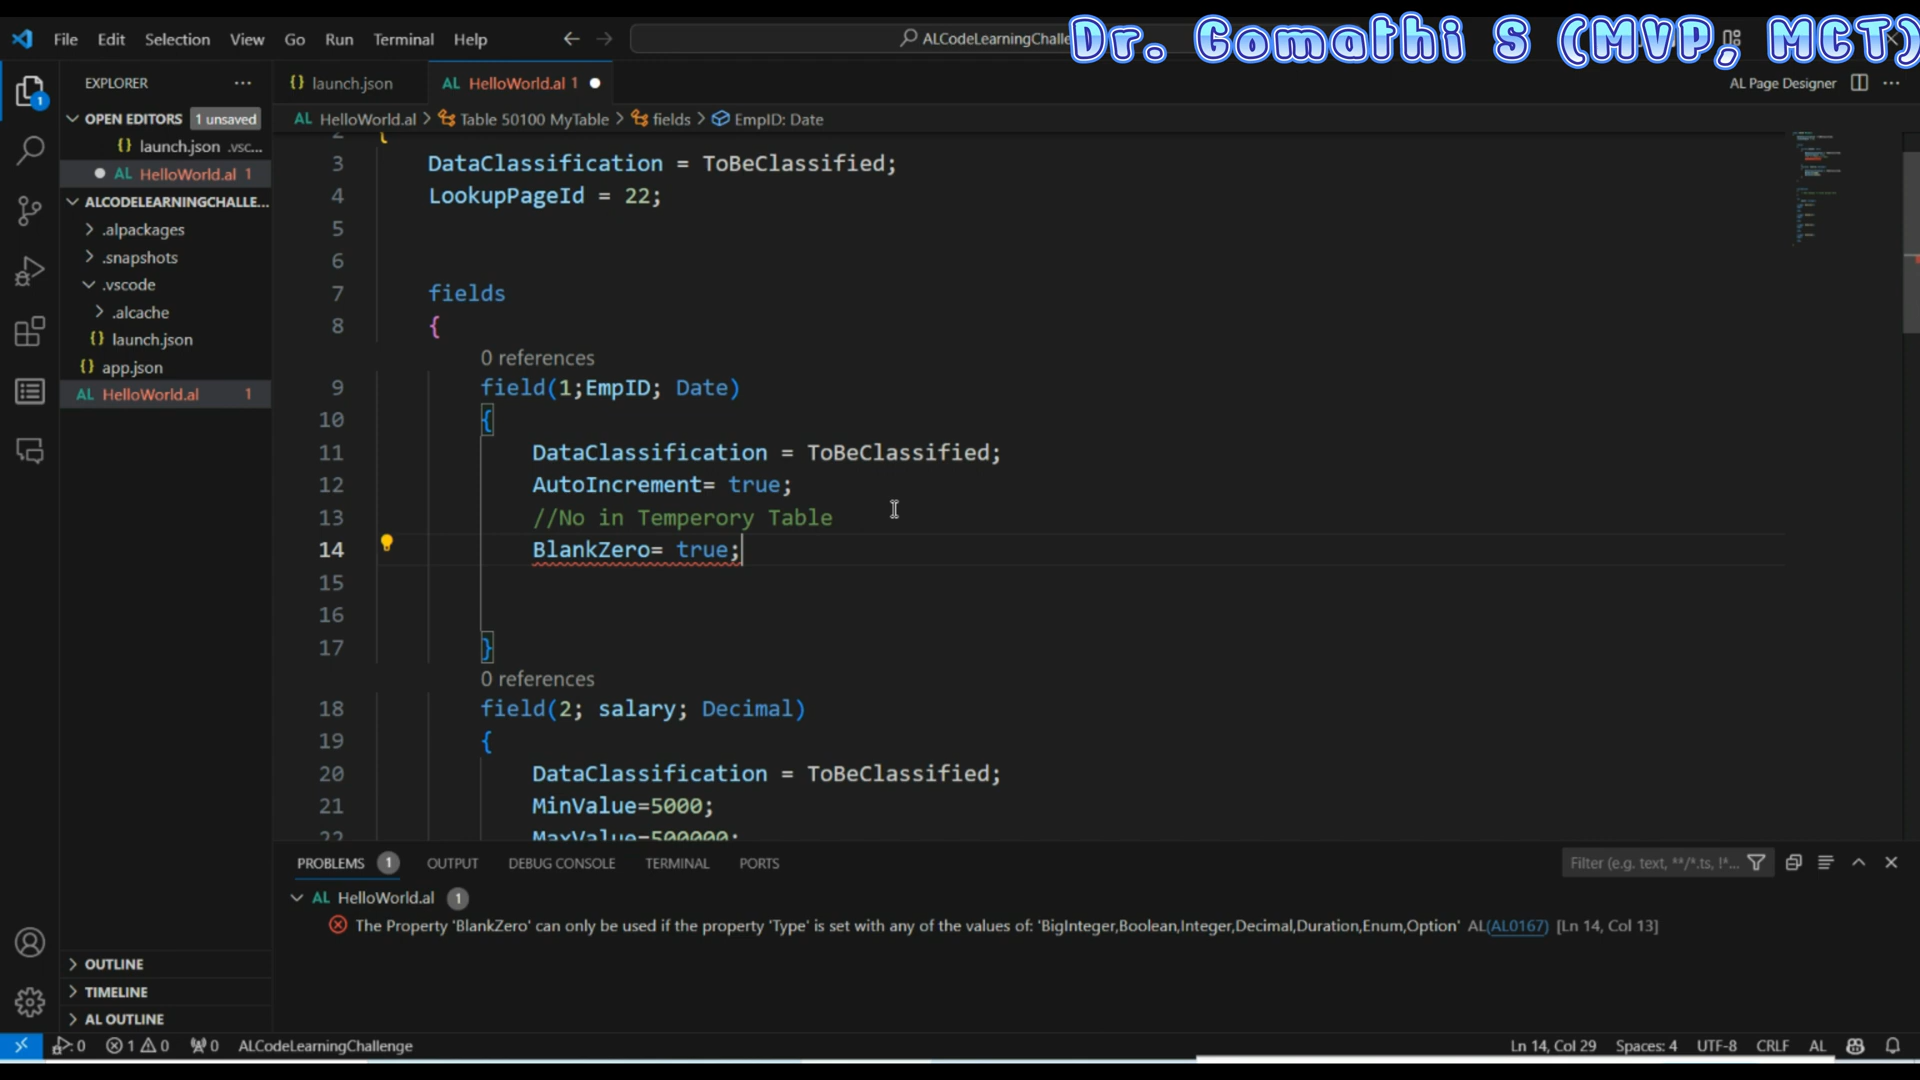 File Edit Selection View Go Run Terminal Help
ALCodeLearningChalle
Dr. Gomathi S (MVP, MCT)
EXPLORER
launch.json
AL HelloWorld.al 1
AL Page Designer
1
OPEN EDITORS 1 unsaved
AL HelloWorld.al > Table 50100 MyTable > fields > EmpID: Date
{} launch.json .vsc...
AL HelloWorld.al 1
ALCODELEARNINGCHALLE...
.alpackages
.snapshots
.vscode
.alcache
{} launch.json
{} app.json
AL HelloWorld.al 1
2 {
3 DataClassification = ToBeClassified;
4 LookupPageId = 22;
5
6
7 fields
8 {
0 references
9 field(1;EmpID; Date)
10 {
11 DataClassification = ToBeClassified;
12 AutoIncrement= true;
13 //No in Temperory Table
14 BlankZero= true;
15
16
17 }
0 references
18 field(2; salary; Decimal)
19 {
20 DataClassification = ToBeClassified;
21 MinValue=5000;
22 MaxValue=500000;
PROBLEMS 1 OUTPUT DEBUG CONSOLE TERMINAL PORTS
Filter (e.g. text, **/*.ts, !*...
AL HelloWorld.al 1
The Property 'BlankZero' can only be used if the property 'Type' is set with any of the values of: 'BigInteger,Boolean,Integer,Decimal,Duration,Enum,Option' AL(AL0167) [Ln 14, Col 13]
OUTLINE
TIMELINE
AL OUTLINE
0 1 0 0 ALCodeLearningChallenge
Ln 14, Col 29 Spaces: 4 UTF-8 CRLF AL